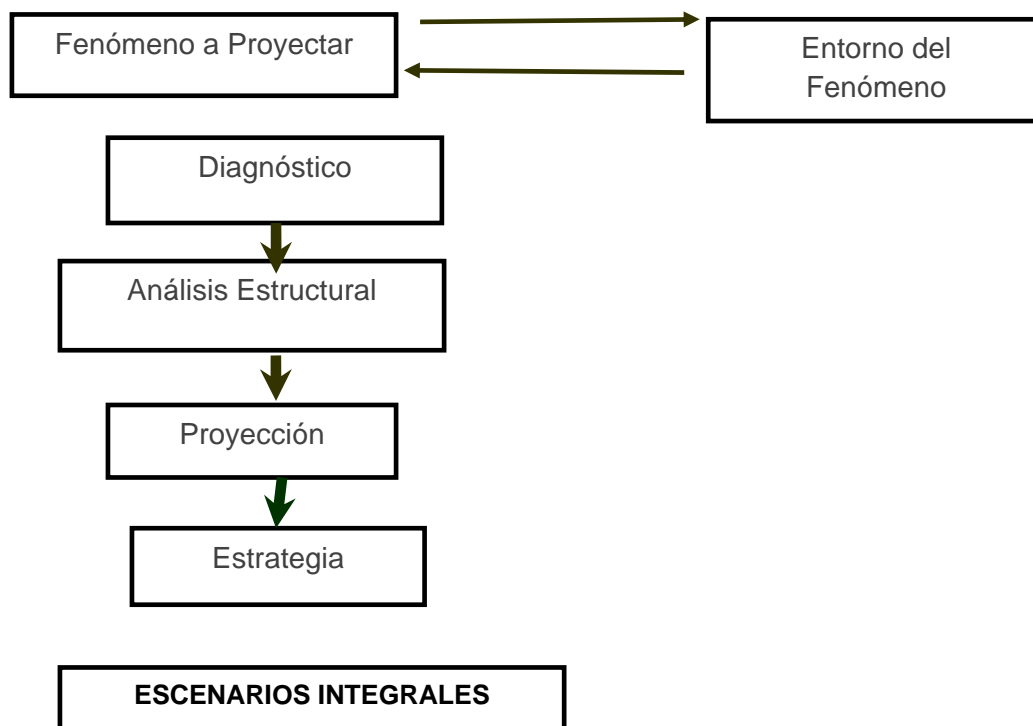 Fenómeno a Proyectar
Entorno del
Fenómeno
Diagnóstico
Análisis Estructural
Proyección
Estrategia
ESCENARIOS INTEGRALES